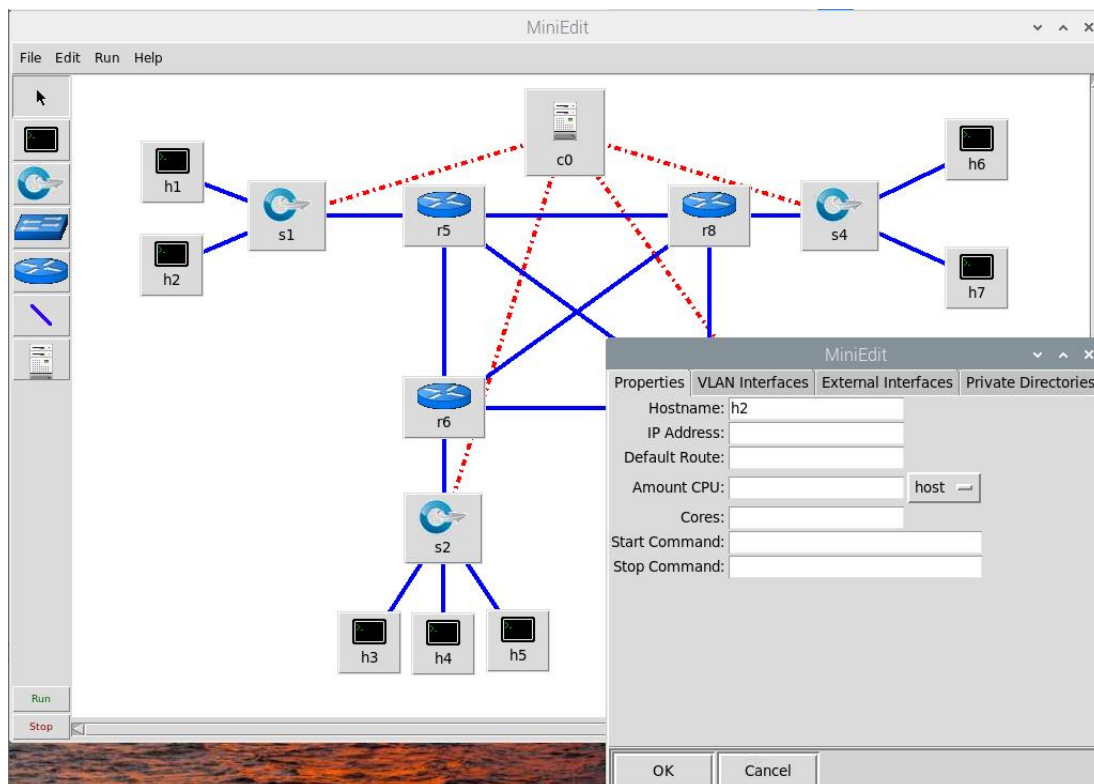 MiniEdit
File Edit Run Help
c0
h1
h6
s1
r5
r8
s4
h2
h7
r6
s2
h3
h4
h5
Run
Stop
MiniEdit
Properties VLAN Interfaces External Interfaces Private Directories
Hostname: h2
IP Address:
Default Route:
Amount CPU: host
Cores:
Start Command:
Stop Command:
OK Cancel